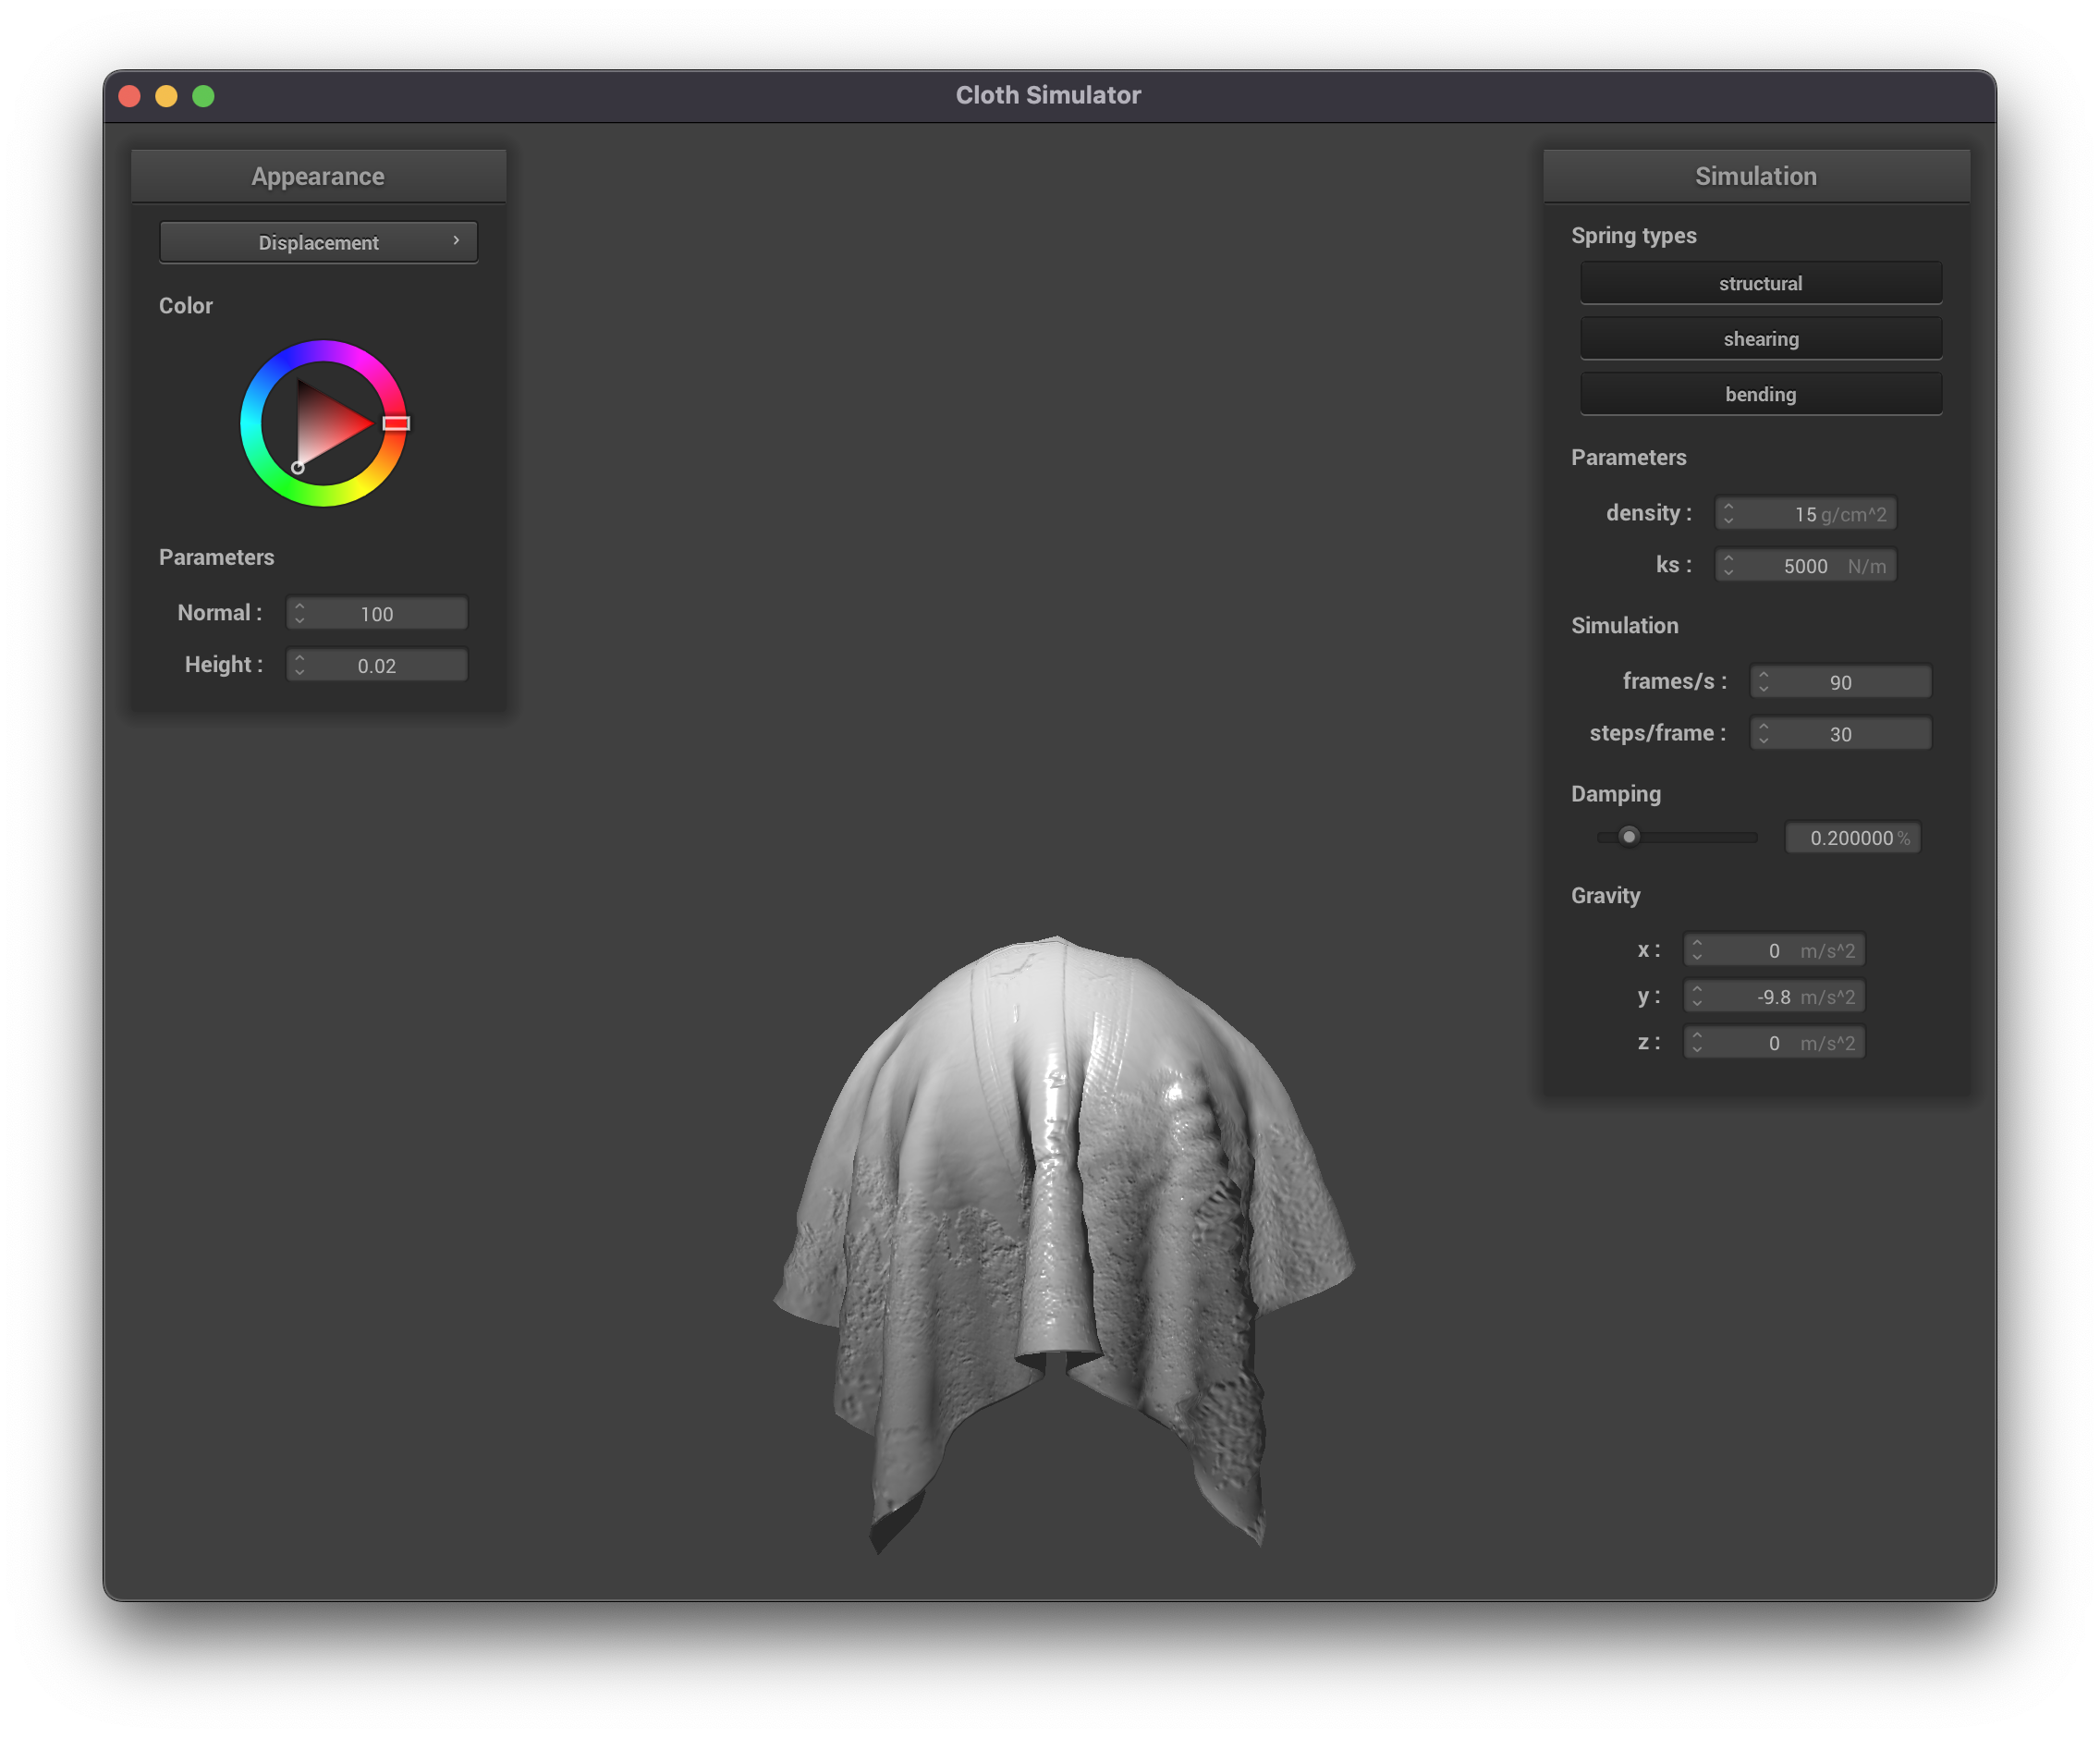 Cloth Simulator
Appearance
Displacement
Color
Parameters
Normal : 100
Height : 0.02
Simulation
Spring types
structural
shearing
bending
Parameters
density : 15 g/cm^2
ks : 5000 N/m
Simulation
frames/s : 90
steps/frame : 30
Damping
0.200000 %
Gravity
x : 0 m/s^2
y : -9.8 m/s^2
z : 0 m/s^2